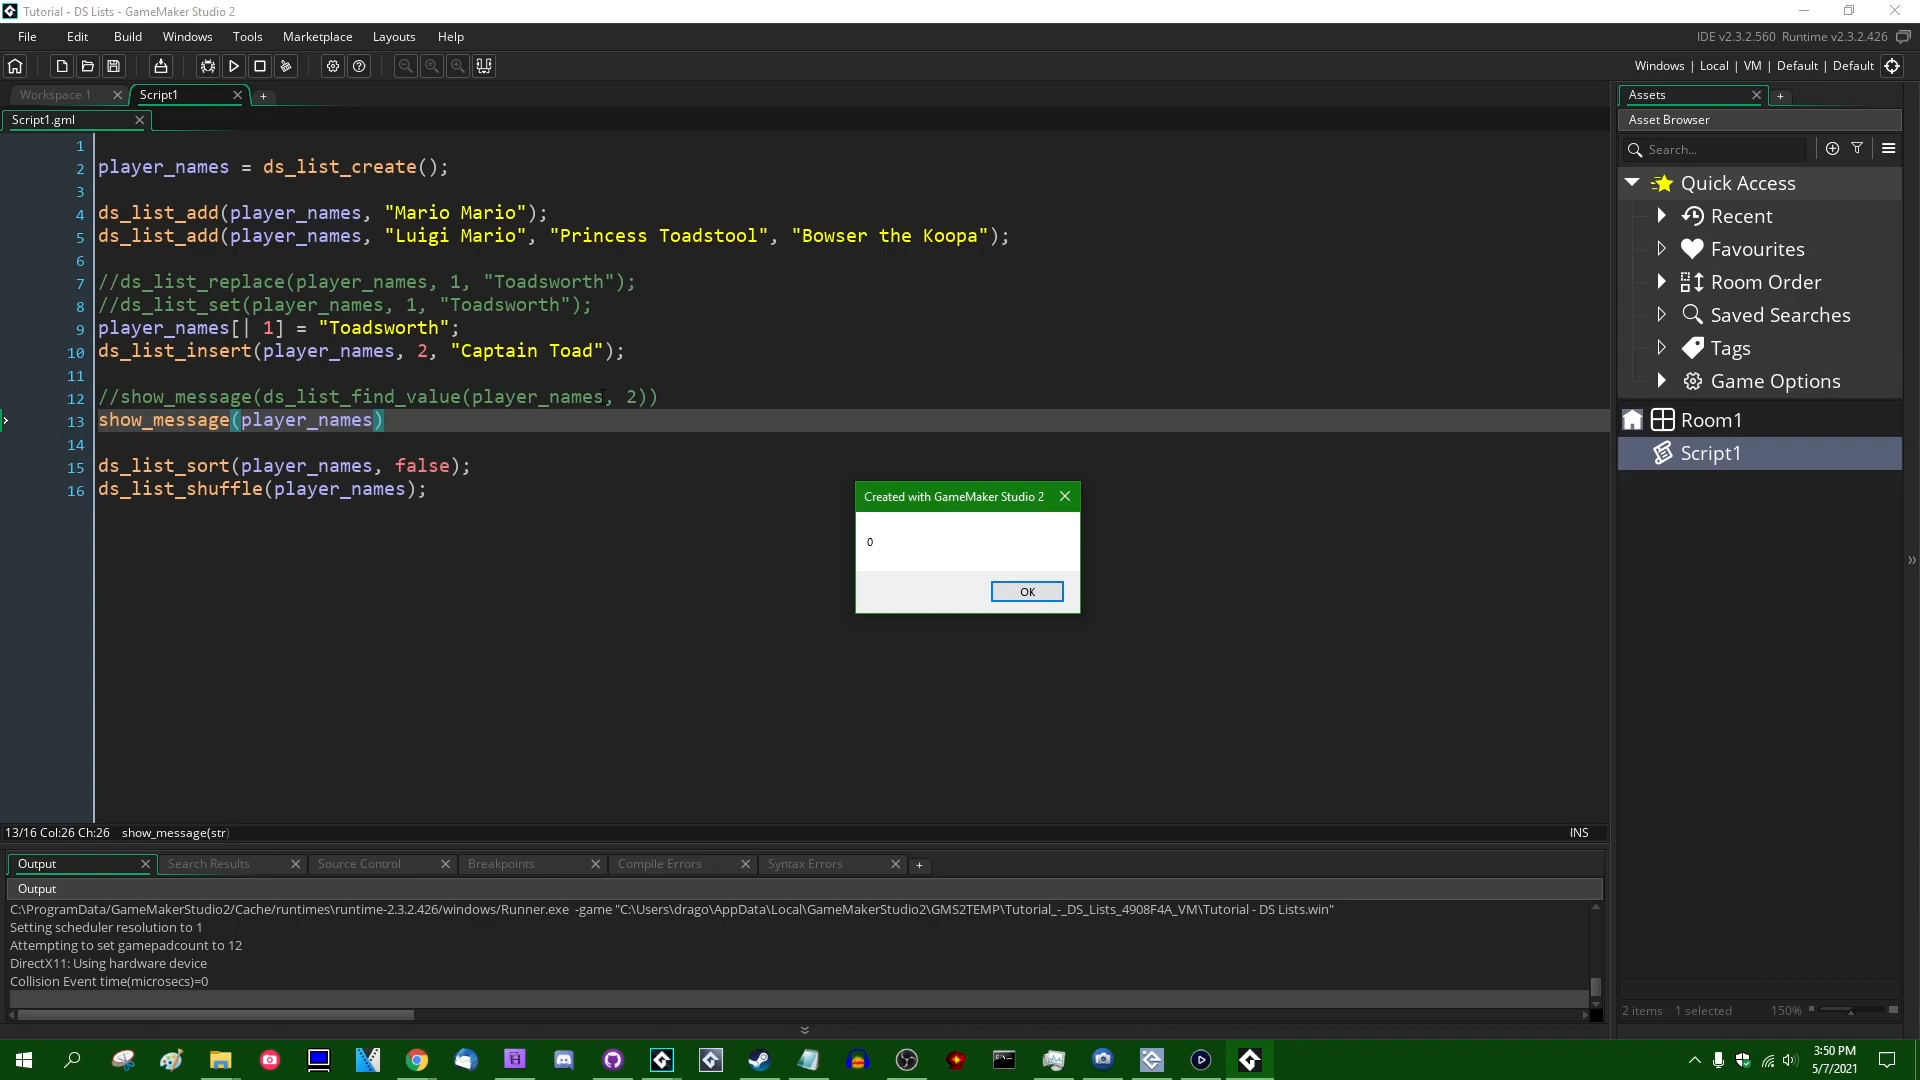 Tutorial - DS Lists - GameMaker Studio 2
File Edit Build Windows Tools Marketplace Layouts Help
IDE v2.3.2.560 Runtime v2.3.2.426
Windows | Local | VM | Default | Default
Workspace 1
Script1
Script1.gml
1
2 player_names = ds_list_create();
3
4 ds_list_add(player_names, "Mario Mario");
5 ds_list_add(player_names, "Luigi Mario", "Princess Toadstool", "Bowser the Koopa");
6
7 //ds_list_replace(player_names, 1, "Toadsworth");
8 //ds_list_set(player_names, 1, "Toadsworth");
9 player_names[| 1] = "Toadsworth";
10 ds_list_insert(player_names, 2, "Captain Toad");
11
12 //show_message(ds_list_find_value(player_names, 2))
13 show_message(player_names)
14
15 ds_list_sort(player_names, false);
16 ds_list_shuffle(player_names);
Created with GameMaker Studio 2
0
OK
13/16 Col:26 Ch:26 show_message(str)
INS
Output Search Results Source Control Breakpoints Compile Errors Syntax Errors
Output
C:\ProgramData/GameMakerStudio2/Cache/runtimes\runtime-2.3.2.426/windows/Runner.exe -game "C:\Users\drago\AppData\Local\GameMakerStudio2\GMS2TEMP\Tutorial_-_DS_Lists_4908F4A_VM\Tutorial - DS Lists.win"
Setting scheduler resolution to 1
Attempting to set gamepadcount to 12
DirectX11: Using hardware device
Collision Event time(microsecs)=0
Assets
Asset Browser
Search...
Quick Access
Recent
Favourites
Room Order
Saved Searches
Tags
Game Options
Room1
Script1
2 items 1 selected 150%
3:50 PM
5/7/2021